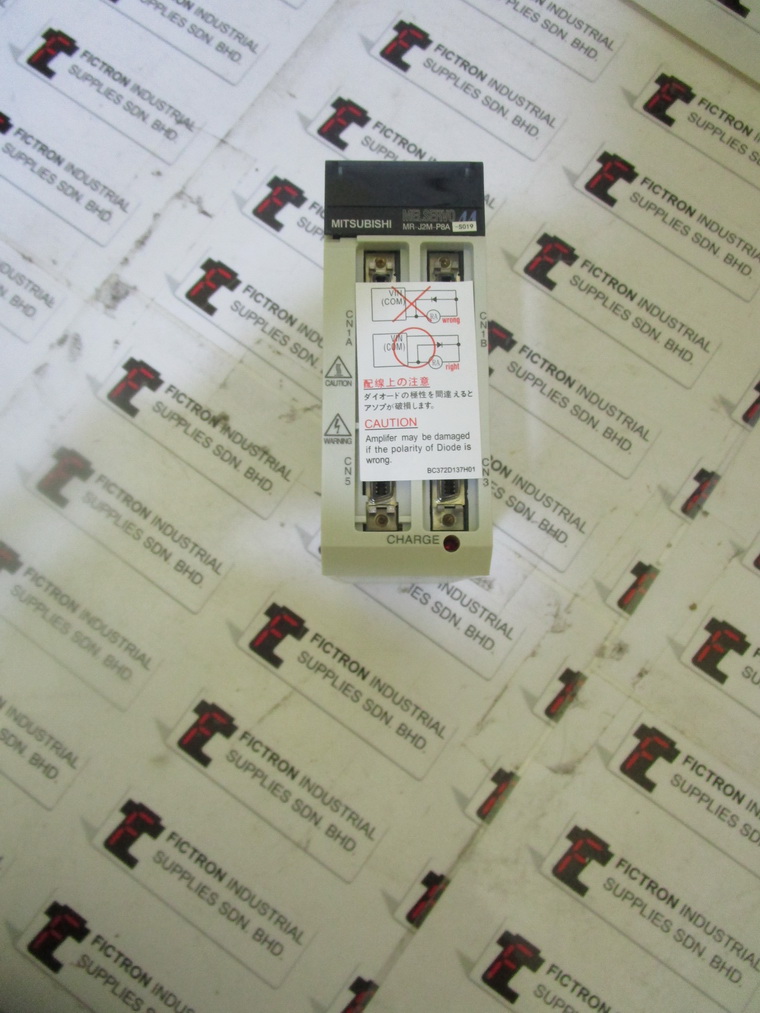 MITSUBISHI
MELSERVO J2M
MR-J2M-P8A -S019
CN1A
CN1B
VIN
(COM)
RA
wrong
VIN
(COM)
RA
right
CAUTION
WARNING
配線上の注意
ダイオードの極性を間違えると
アンプが破損します。
CAUTION
Amplifer may be damaged
if the polarity of Diode is
wrong.
BC372D137H01
CN5
CN3
CHARGE
FICTRON INDUSTRIAL
SUPPLIES SDN. BHD.